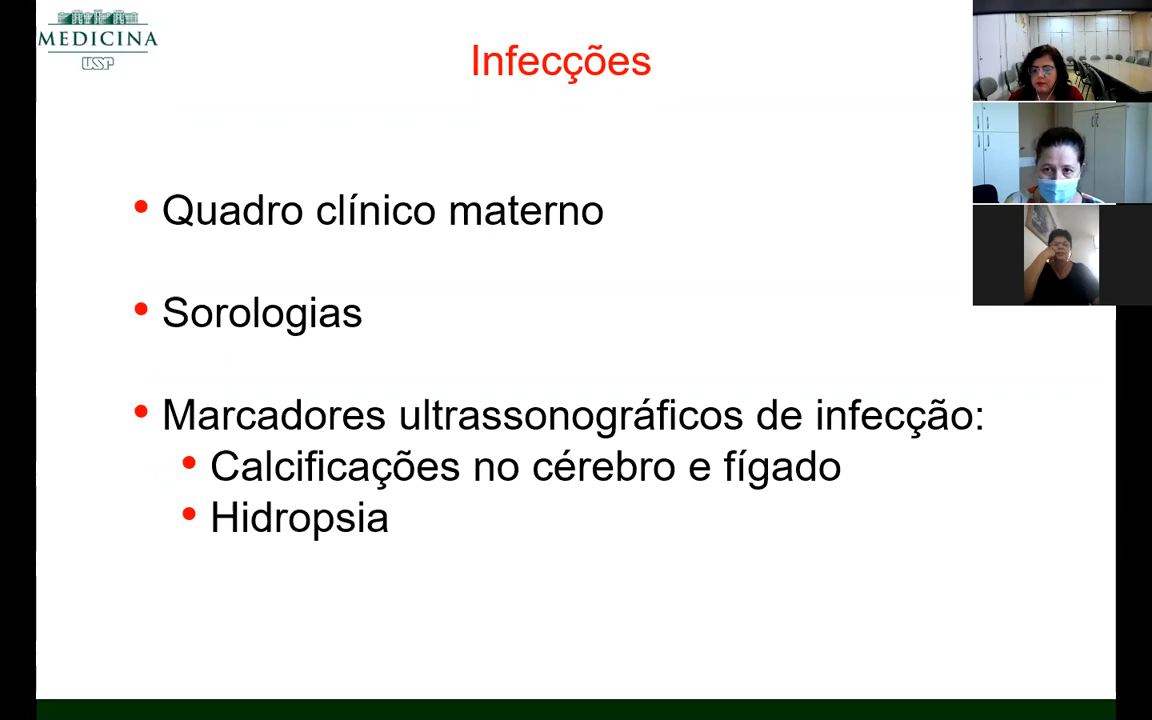 MEDICINA
USP
Infecções
• Quadro clínico materno
• Sorologias
• Marcadores ultrassonográficos de infecção:
• Calcificações no cérebro e fígado
• Hidropsia